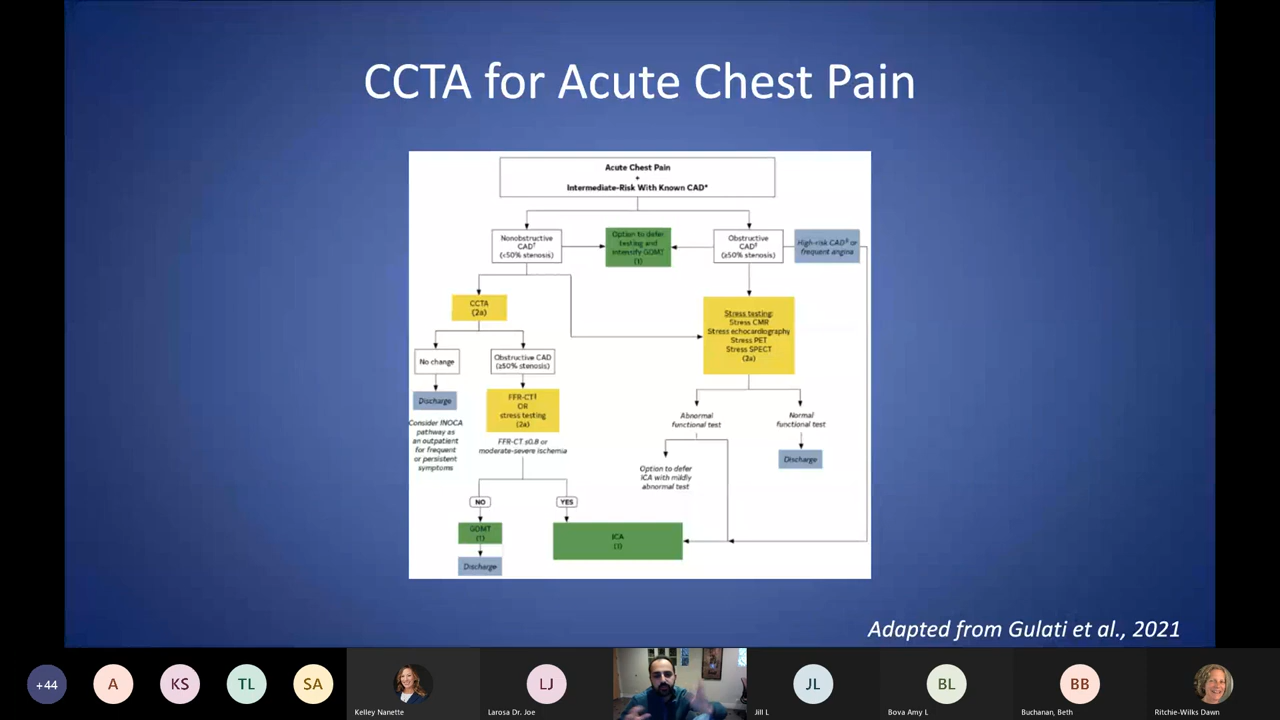 CCTA for Acute Chest Pain
Acute Chest Pain
+
Intermediate-Risk With Known CAD*
Nonobstructive
CAD†
(<50% stenosis)
Option to defer
testing and
intensify GDMT
(1)
Obstructive
CAD§
(≥50% stenosis)
High-risk CAD‡ or
frequent angina
CCTA
(2a)
Stress testing:
Stress CMR
Stress echocardiography
Stress PET
Stress SPECT
(2a)
No change
Obstructive CAD
(≥50% stenosis)
Discharge
FFR-CT‖
OR
stress testing
(2a)
Consider INOCA
pathway as
an outpatient
for frequent
or persistent
symptoms
FFR-CT ≤0.8 or
moderate-severe ischemia
Abnormal
functional test
Normal
functional test
Discharge
Option to defer
ICA with mildly
abnormal test
NO
YES
GDMT
(1)
ICA
(1)
Discharge
Adapted from Gulati et al., 2021
+44
A
KS
TL
SA
LJ
JL
BL
BB
Kelley Nanette
Larosa Dr. Joe
Jill L
Bova Amy L
Buchanan, Beth
Ritchie-Wilks Dawn